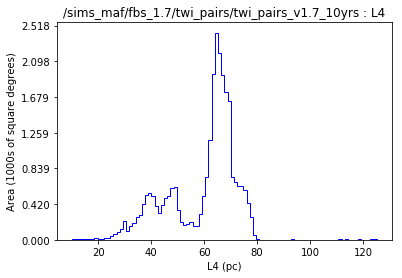 /sims_maf/fbs_1.7/twi_pairs/twi_pairs_v1.7_10yrs : L4
2.518
2.098
1.679
1.259
0.839
0.420
0.000
Area (1000s of square degrees)
20 40 60 80 100 120
L4 (pc)